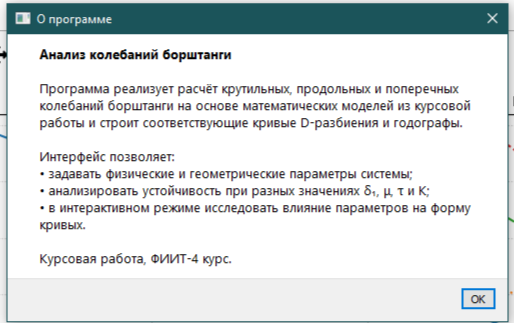 О программе
Анализ колебаний борштанги
Программа реализует расчёт крутильных, продольных и поперечных
колебаний борштанги на основе математических моделей из курсовой
работы и строит соответствующие кривые D-разбиения и годографы.
Интерфейс позволяет:
• задавать физические и геометрические параметры системы;
• анализировать устойчивость при разных значениях δ₁, μ, τ и K;
• в интерактивном режиме исследовать влияние параметров на форму
кривых.
Курсовая работа, ФИИТ-4 курс.
OK